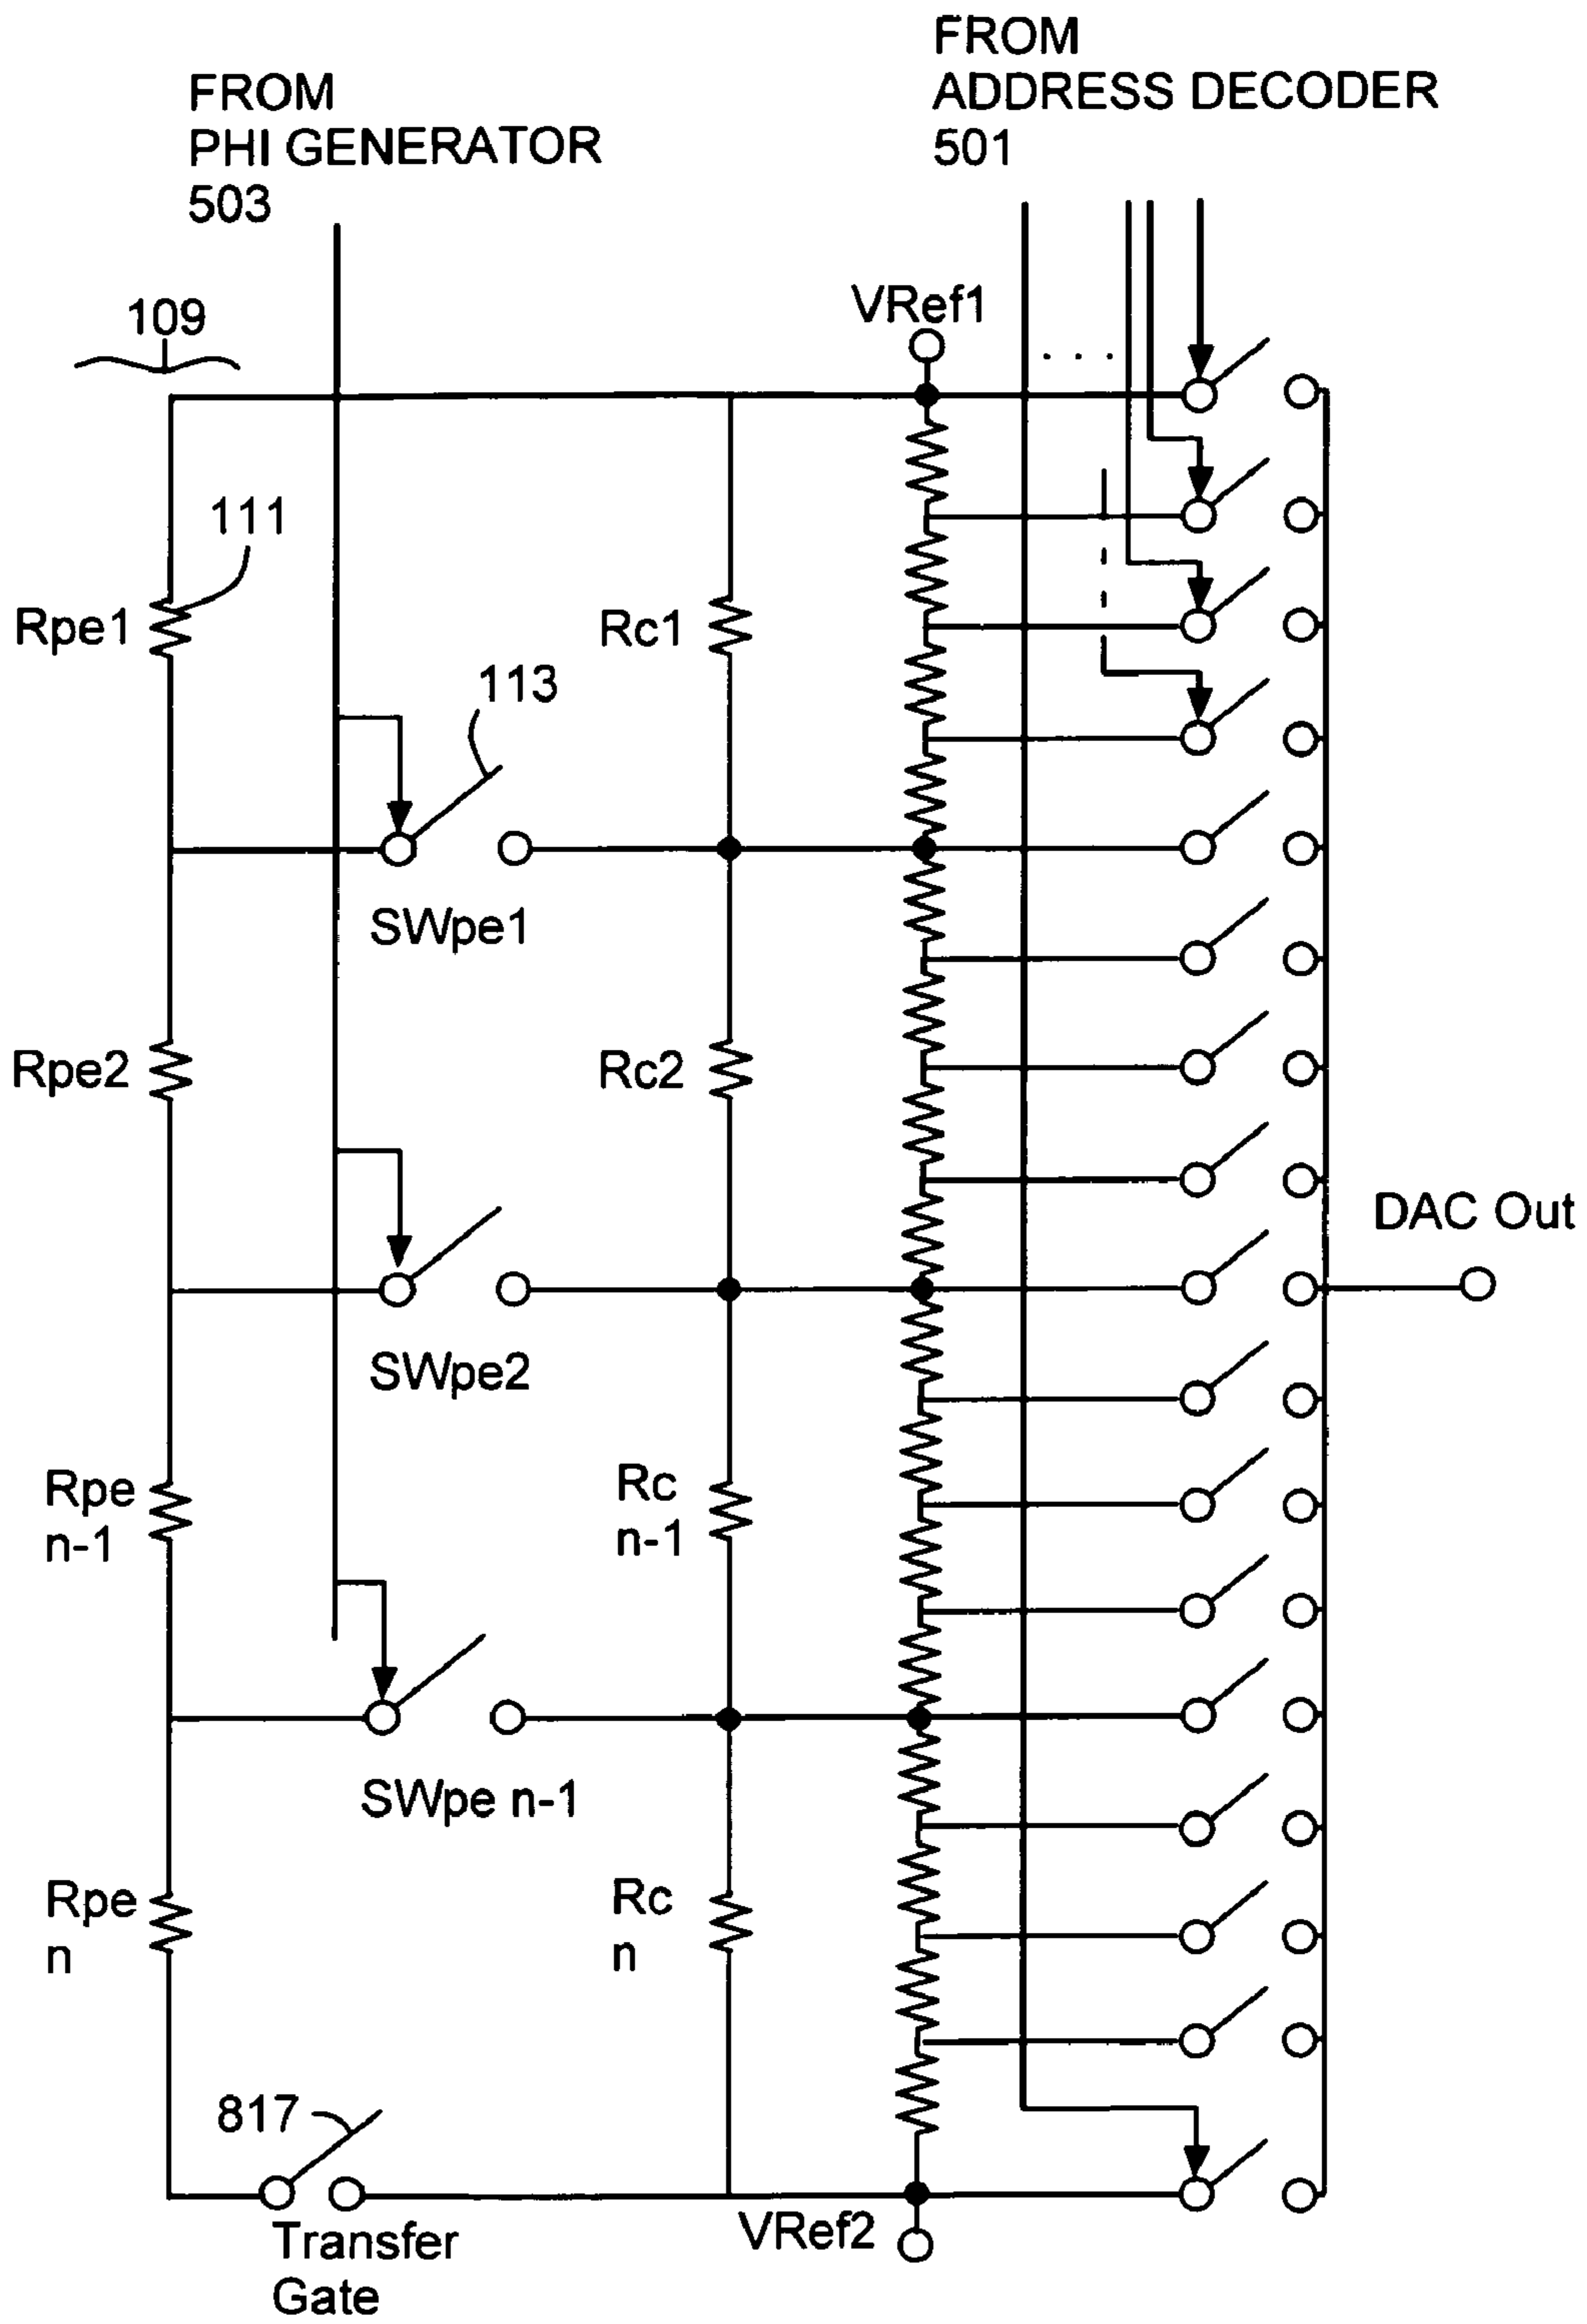 FROM
ADDRESS DECODER
501
FROM
PHI GENERATOR
503
109
VRef1
. . .
111
Rpe1
Rc1
113
SWpe1
Rpe2
Rc2
DAC Out
SWpe2
Rpe
n-1
Rc
n-1
SWpe n-1
Rpe
n
Rc
n
817
Transfer
Gate
VRef2